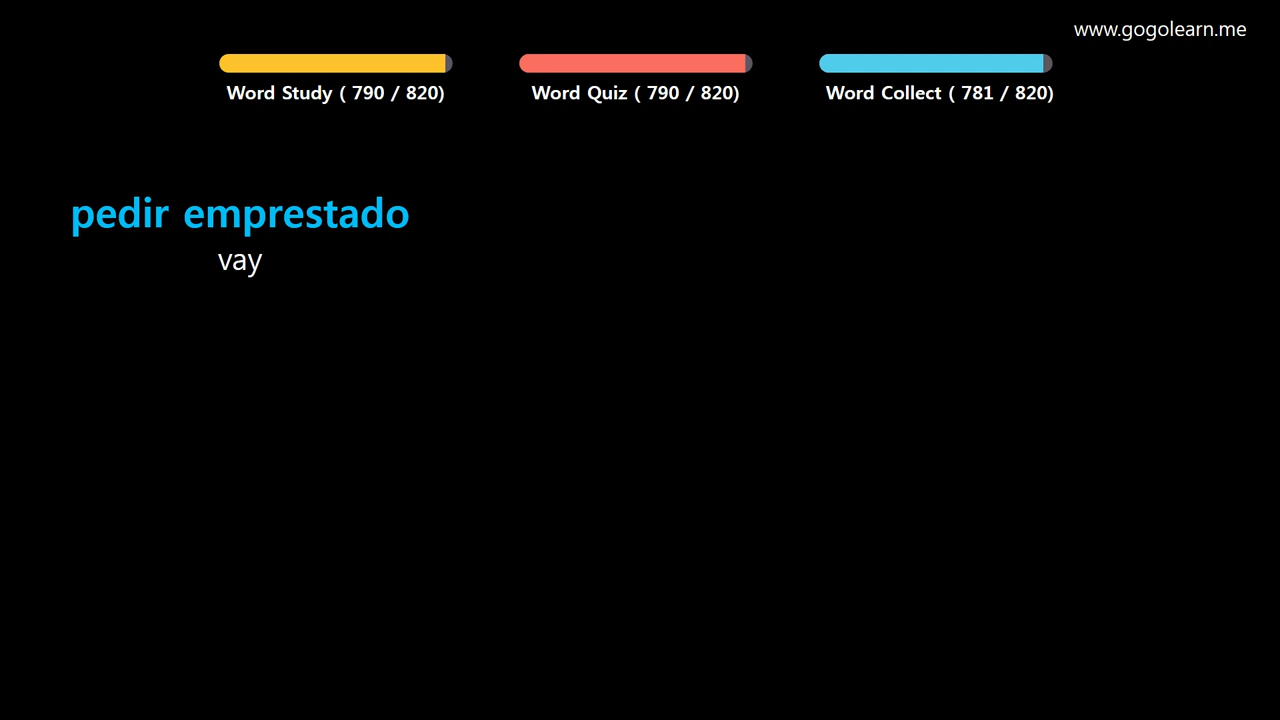 www.gogolearn.me
Word Study ( 790 / 820)
Word Quiz ( 790 / 820)
Word Collect ( 781 / 820)
pedir emprestado
vay